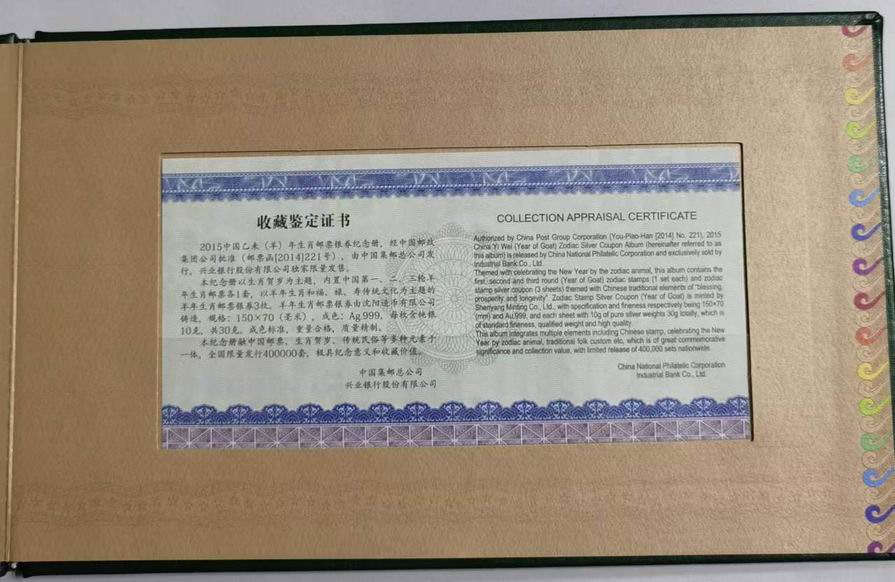 收藏鉴定证书
2015中国乙未（羊）年生肖邮票银券纪念册，经中国邮政
集团公司批准（邮票函[2014]221号），由中国集邮总公司发
行，兴业银行股份有限公司独家限量发售。
本纪念册以生肖贺岁为主题，内置中国第一、二、三轮羊
年生肖邮票各1套，以羊年生肖和福、禄、寿传统文化为主题的
羊年生肖邮票银券3枚。羊年生肖邮票银券由沈阳造币有限公司
铸造，规格：150×70（毫米），成色：Ag.999，每枚含纯银
10克，共30克，成色标准，重量合格，质量精制。
本纪念册融中国邮票、生肖贺岁、传统民俗等多种元素于
一体，全国限量发行400000套，极具纪念意义和收藏价值。
中国集邮总公司
兴业银行股份有限公司
COLLECTION APPRAISAL CERTIFICATE
Authorized by China Post Group Corporation (You-Piao-Han [2014] No. 221), 2015
China Yi Wei (Year of Goat) Zodiac Silver Coupon Album (hereinafter referred to as
this album) is released by China National Philatelic Corporation and exclusively sold by
Industrial Bank Co., Ltd.
Themed with celebrating the New Year by the zodiac animal, this album contains the
first, second and third round (Year of Goat) zodiac stamps (1 set each) and zodiac
stamp silver coupon (3 sheets) themed with Chinese traditional elements of "blessing,
prosperity and longevity". Zodiac Stamp Silver Coupon (Year of Goat) is minted by
Shenyang Minting Co., Ltd., with specification and fineness respectively being 150×70
(mm) and Au,999, and each sheet with 10g of pure silver weights 30g totally, which is
of standard fineness, qualified weight and high quality.
This album integrates multiple elements including Chinese stamp, celebrating the New
Year by zodiac animal, traditional folk custom etc, which is of great commemorative
significance and collection value, with limited release of 400,000 sets nationwide.
China National Philatelic Corporation
Industrial Bank Co., Ltd.